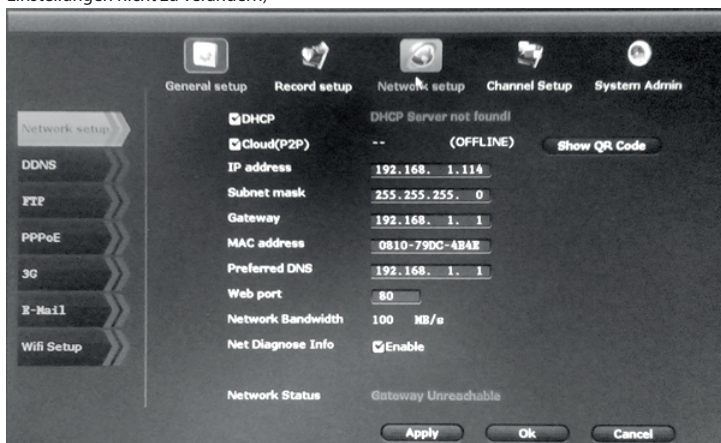 Einstellungen nicht zu verändern)
General setup Record setup Network setup Channel Setup System Admin
Network setup
DDNS
FTP
PPPoE
3G
E-Mail
Wifi Setup
DHCP DHCP Server not found!
Cloud(P2P) -- (OFFLINE) Show QR Code
IP address 192.168. 1.114
Subnet mask 255.255.255. 0
Gateway 192.168. 1. 1
MAC address 0810-79DC-4B4E
Preferred DNS 192.168. 1. 1
Web port 80
Network Bandwidth 100 MB/s
Net Diagnose Info Enable
Network Status Gateway Unreachable
Apply Ok Cancel